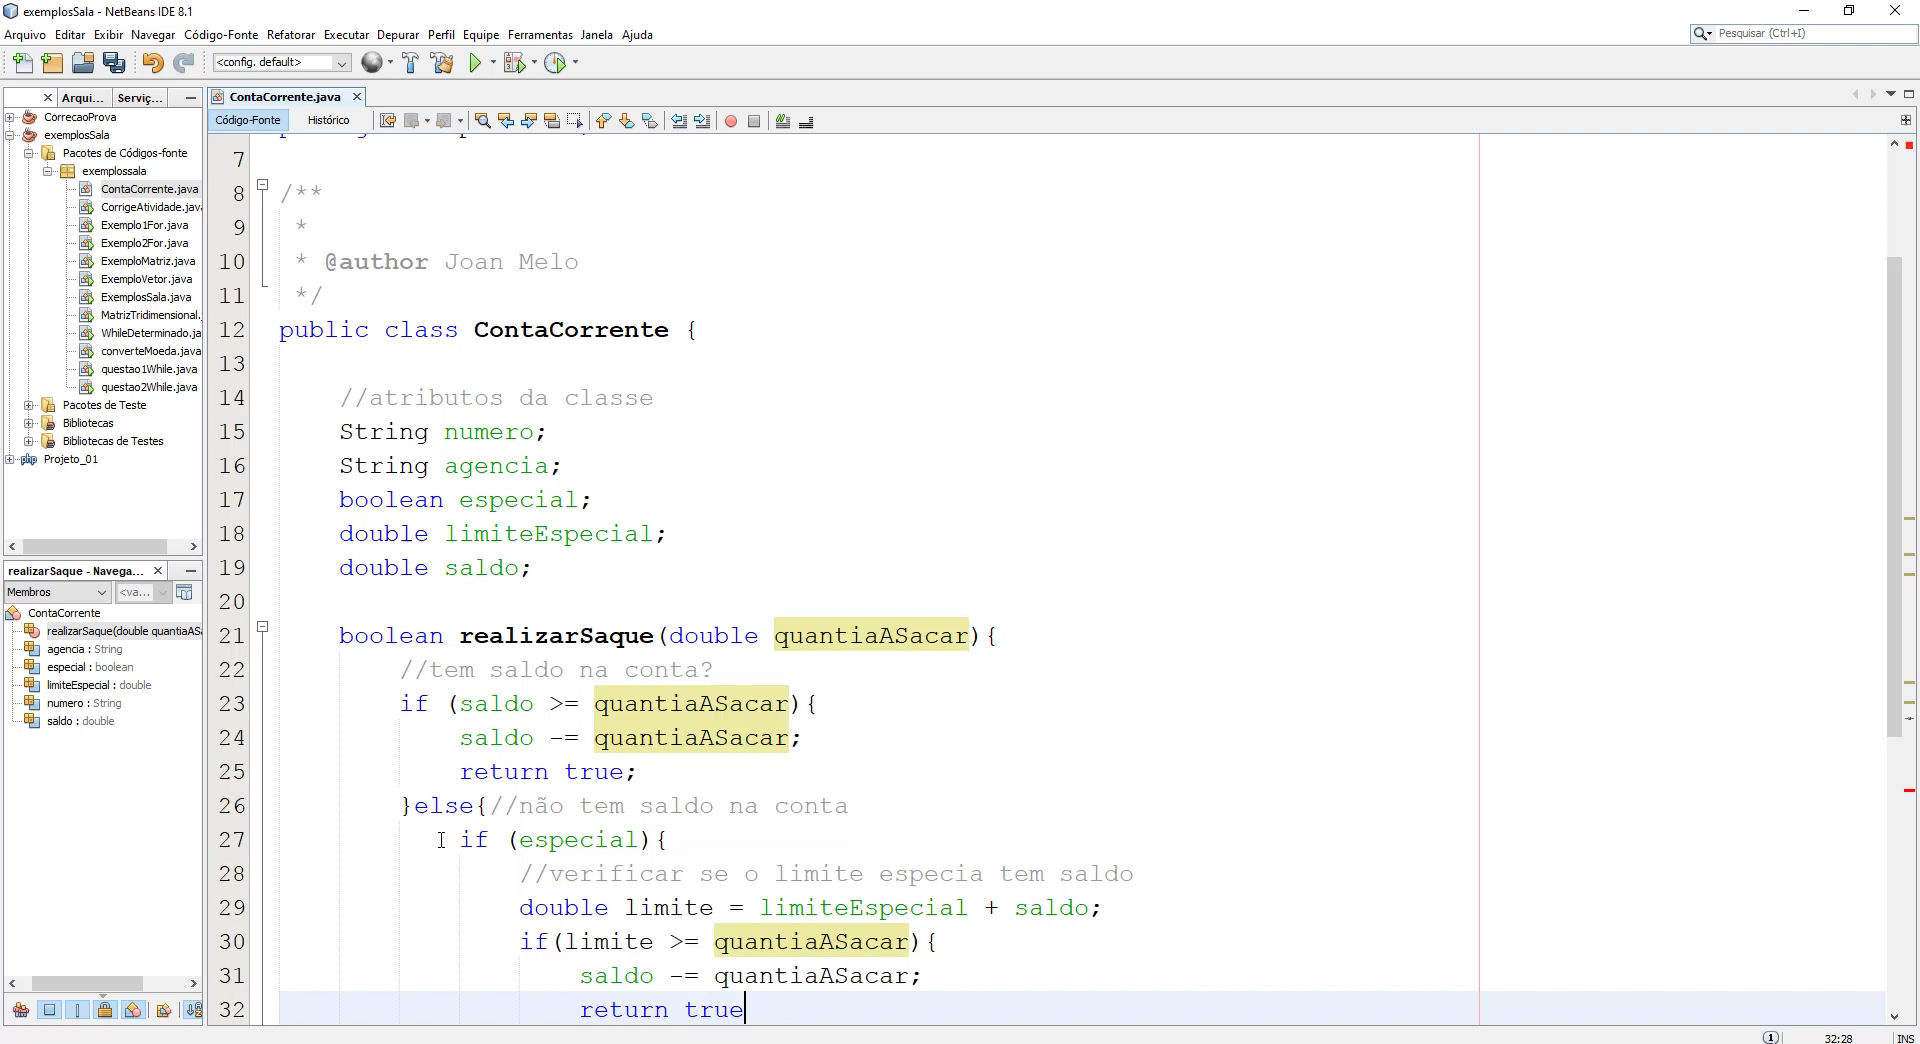 exemplosSala - NetBeans IDE 8.1
Arquivo Editar Exibir Navegar Código-Fonte Refatorar Executar Depurar Perfil Equipe Ferramentas Janela Ajuda
Pesquisar (Ctrl+I)
<config. default>
Arqui... Serviç...
ContaCorrente.java
Código-Fonte Histórico
CorrecaoProva
exemplosSala
Pacotes de Códigos-fonte
exemplossala
ContaCorrente.java
CorrigeAtividade.java
Exemplo1For.java
Exemplo2For.java
ExemploMatriz.java
ExemploVetor.java
ExemplosSala.java
MatrizTridimensional.
WhileDeterminado.ja
converteMoeda.java
questao1While.java
questao2While.java
Pacotes de Teste
Bibliotecas
Bibliotecas de Testes
Projeto_01
realizarSaque - Navega...
Membros <va...
ContaCorrente
realizarSaque(double quantiaASa
agencia : String
especial : boolean
limiteEspecial : double
numero : String
saldo : double
7
8 /**
9 *
10 * @author Joan Melo
11 */
12 public class ContaCorrente {
13
14 //atributos da classe
15 String numero;
16 String agencia;
17 boolean especial;
18 double limiteEspecial;
19 double saldo;
20
21 boolean realizarSaque(double quantiaASacar){
22 //tem saldo na conta?
23 if (saldo >= quantiaASacar){
24 saldo -= quantiaASacar;
25 return true;
26 }else{//não tem saldo na conta
27 if (especial){
28 //verificar se o limite especia tem saldo
29 double limite = limiteEspecial + saldo;
30 if(limite >= quantiaASacar){
31 saldo -= quantiaASacar;
32 return true
1 32:28 INS